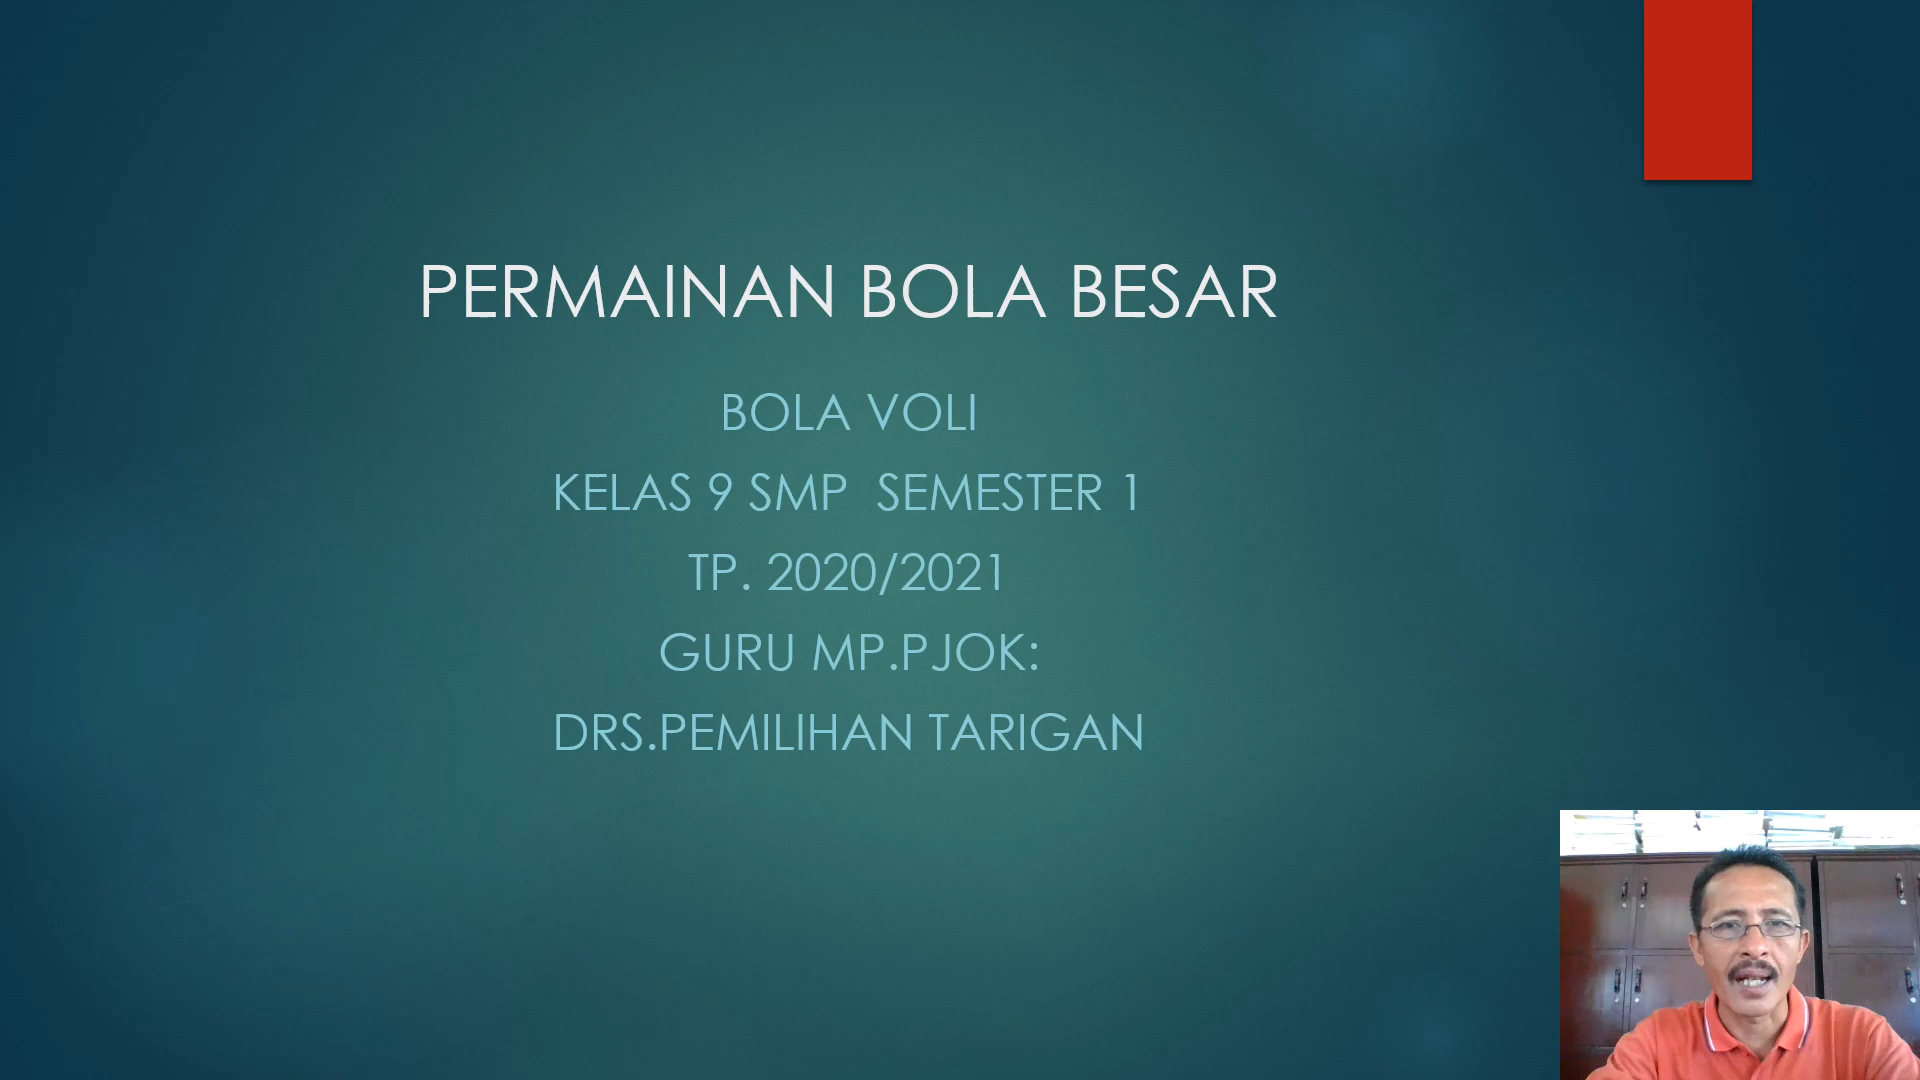 PERMAINAN BOLA BESAR
BOLA VOLI
KELAS 9 SMP  SEMESTER 1
TP. 2020/2021
GURU MP.PJOK:
DRS.PEMILIHAN TARIGAN